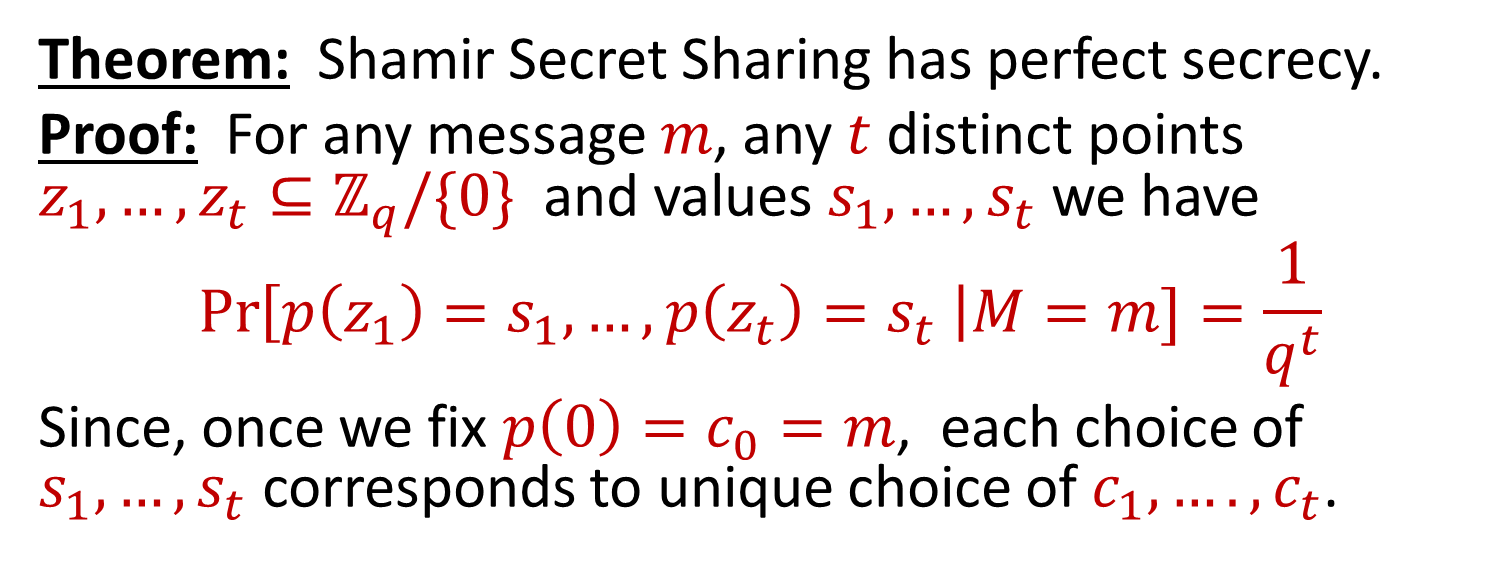 Theorem: Shamir Secret Sharing has perfect secrecy.
Proof: For any message m, any t distinct points
z₁, … , zₜ ⊆ ℤ_q/{0} and values s₁, … , sₜ we have
Pr[p(z₁) = s₁, … , p(zₜ) = sₜ |M = m] = 1/qᵗ
Since, once we fix p(0) = c₀ = m, each choice of
s₁, … , sₜ corresponds to unique choice of c₁, … . , cₜ.